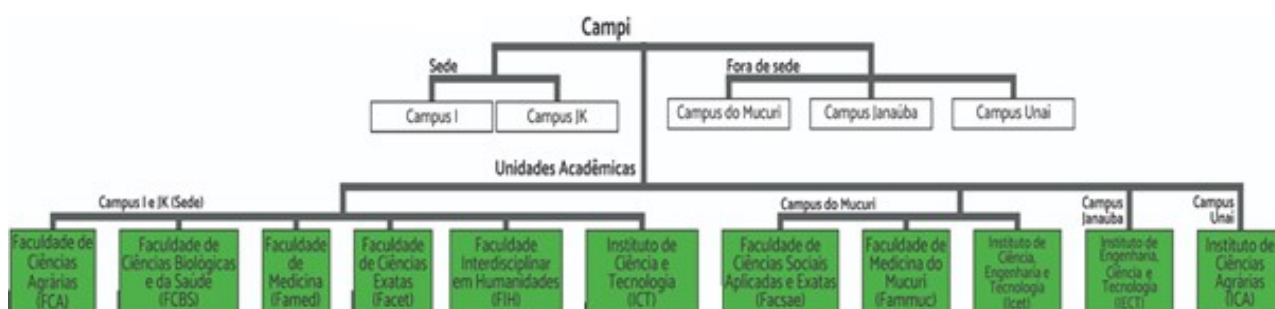 Campi
Sede
Fora de sede
Campus I
Campus JK
Campus do Mucuri
Campus Janaúba
Campus Unaí
Unidades Acadêmicas
Campus I e JK (Sede)
Campus do Mucuri
Campus
Janaúba
Campus
Unaí
Faculdade de
Ciências
Agrárias
(FCA)
Faculdade de
Ciências Biológicas
e da Saúde
(FCBS)
Faculdade
de
Medicina
(Famed)
Faculdade
de Ciências
Exatas
(Facet)
Faculdade
Interdisciplinar
em Humanidades
(FIH)
Instituto de
Ciência e
Tecnologia
(ICT)
Faculdade de
Ciências Sociais
Aplicadas e Exatas
(Facsae)
Faculdade de
Medicina do
Mucuri
(Fammuc)
Instituto de
Ciência,
Engenharia e
Tecnologia
(Icet)
Instituto de
Engenharia,
Ciência e
Tecnologia
(IECT)
Instituto de
Ciências
Agrárias
(ICA)